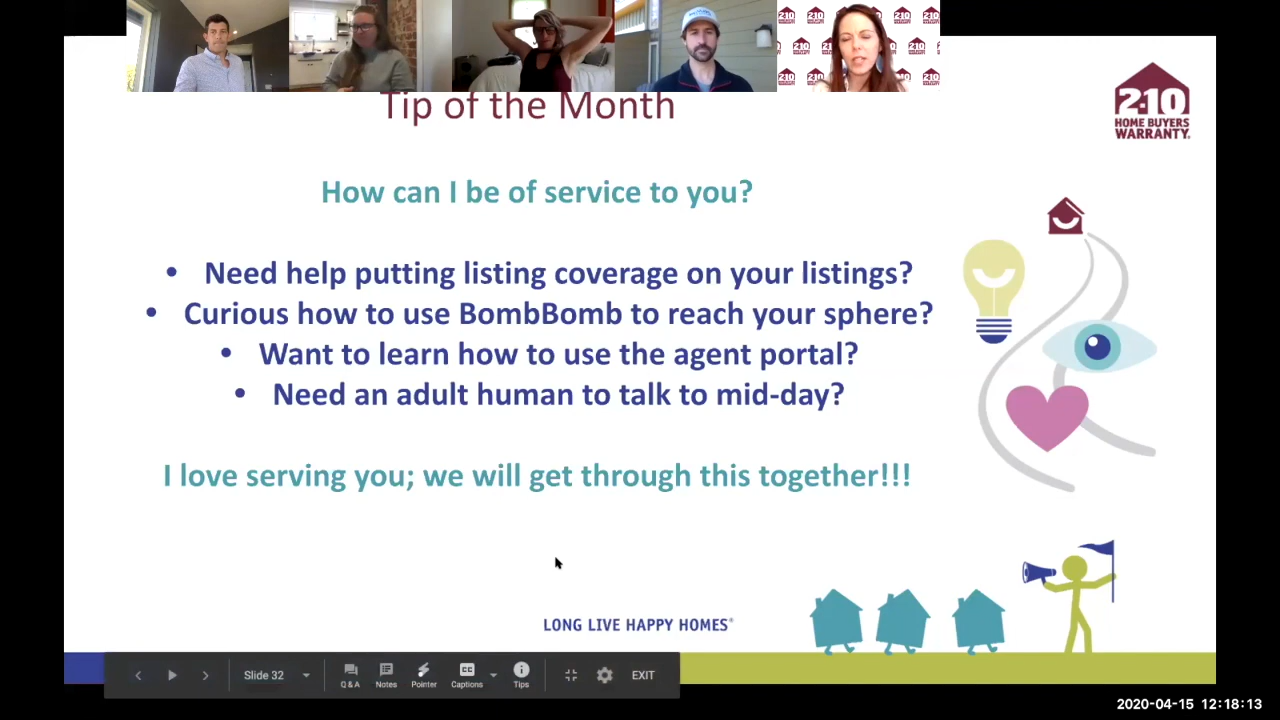 Tip of the Month
2-10
HOME BUYERS
WARRANTY.
How can I be of service to you?
• Need help putting listing coverage on your listings?
• Curious how to use BombBomb to reach your sphere?
• Want to learn how to use the agent portal?
• Need an adult human to talk to mid-day?
I love serving you; we will get through this together!!!
LONG LIVE HAPPY HOMES®
Slide 32
Q & A
Notes
Pointer
Captions
Tips
EXIT
2020-04-15 12:18:13